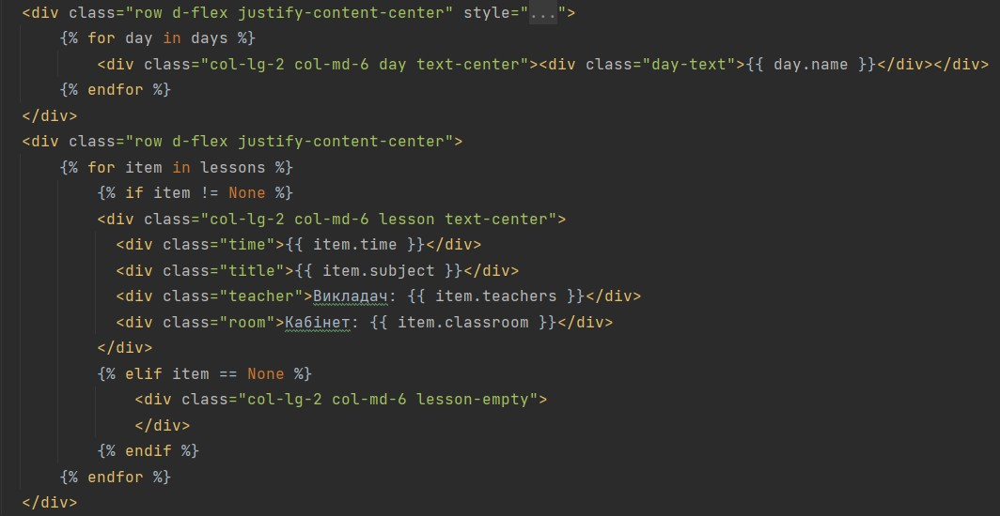 <div class="row d-flex justify-content-center" style="...">
{% for day in days %}
<div class="col-lg-2 col-md-6 day text-center"><div class="day-text">{{ day.name }}</div></div>
{% endfor %}
</div>
<div class="row d-flex justify-content-center">
{% for item in lessons %}
{% if item != None %}
<div class="col-lg-2 col-md-6 lesson text-center">
<div class="time">{{ item.time }}</div>
<div class="title">{{ item.subject }}</div>
<div class="teacher">Викладач: {{ item.teachers }}</div>
<div class="room">Кабінет: {{ item.classroom }}</div>
</div>
{% elif item == None %}
<div class="col-lg-2 col-md-6 lesson-empty">
</div>
{% endif %}
{% endfor %}
</div>